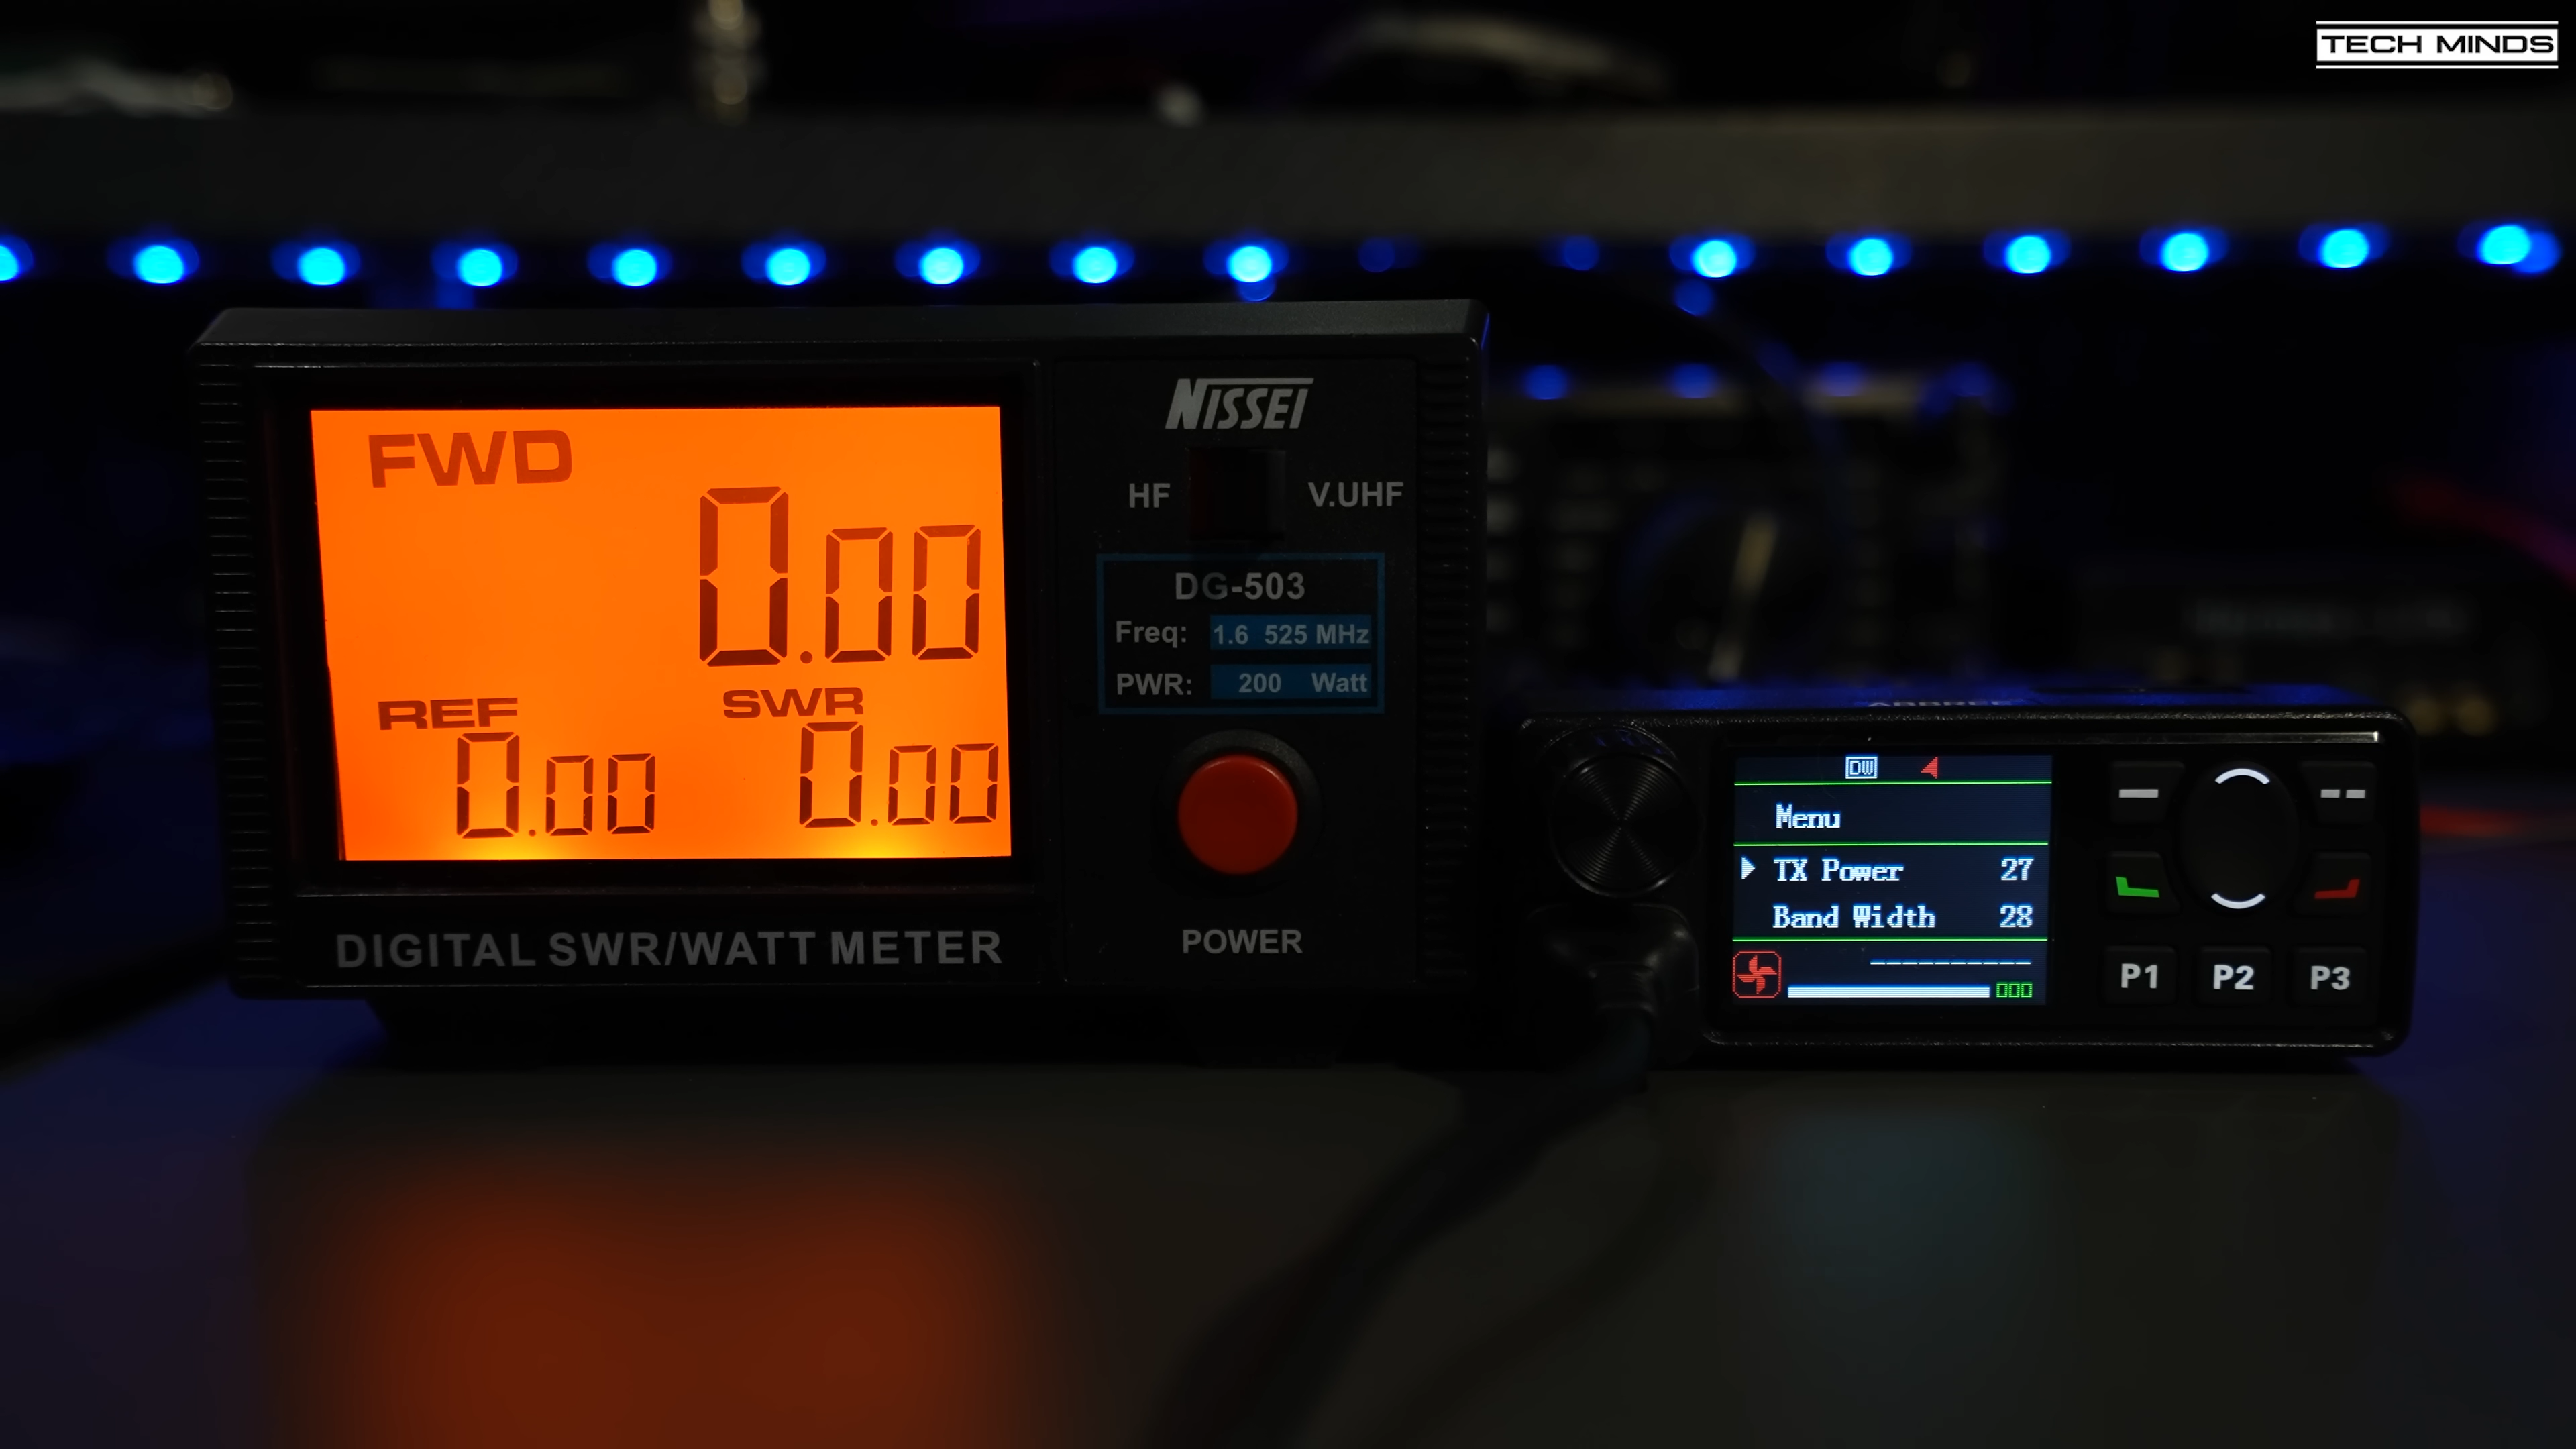 TECH MINDS
NISSEI
FWD
0.00
HF V.UHF
DG-503
Freq: 1.6 525 MHz
PWR: 200 Watt
REF SWR
0.00 0.00
DIGITAL SWR/WATT METER
POWER
ABBREE
DW
Menu
TX Power 27
Band Width 28
P1 P2 P3